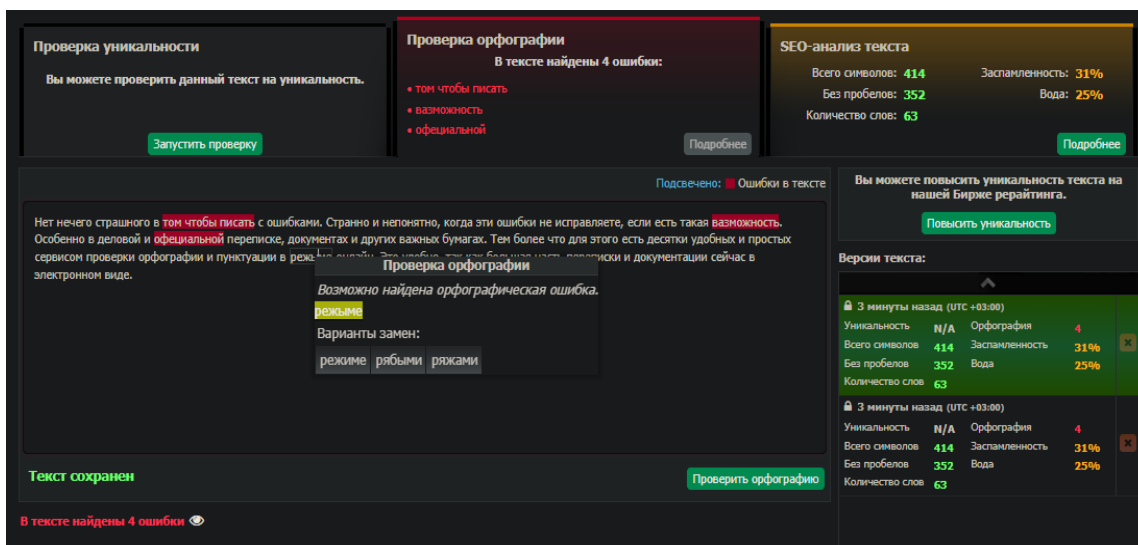 Проверка уникальности
Вы можете проверить данный текст на уникальность.
Запустить проверку
Проверка орфографии
В тексте найдены 4 ошибки:
• том чтобы писать
• вазможность
• офециальной
Подробнее
SEO-анализ текста
Всего символов: 414 Заспамленность: 31%
Без пробелов: 352 Вода: 25%
Количество слов: 63
Подробнее
Подсвечено: Ошибки в тексте
Нет нечего страшного в том чтобы писать с ошибками. Странно и непонятно, когда эти ошибки не исправляете, если есть такая вазможность.
Особенно в деловой и офециальной переписке, документах и других важных бумагах. Тем более что для этого есть десятки удобных и простых
сервисом проверки орфографии и пунктуации в и документации сейчас в
электронном виде.
Проверка орфографии
Возможно найдена орфографическая ошибка.
режыме
Варианты замен:
режиме рябыми ряжами
Текст сохранен
Проверить орфографию
В тексте найдены 4 ошибки
Вы можете повысить уникальность текста на
нашей Бирже рерайтинга.
Повысить уникальность
Версии текста:
3 минуты назад (UTC +03:00)
Уникальность N/A Орфография 4
Всего символов 414 Заспамленность 31%
Без пробелов 352 Вода 25%
Количество слов 63
3 минуты назад (UTC +03:00)
Уникальность N/A Орфография 4
Всего символов 414 Заспамленность 31%
Без пробелов 352 Вода 25%
Количество слов 63